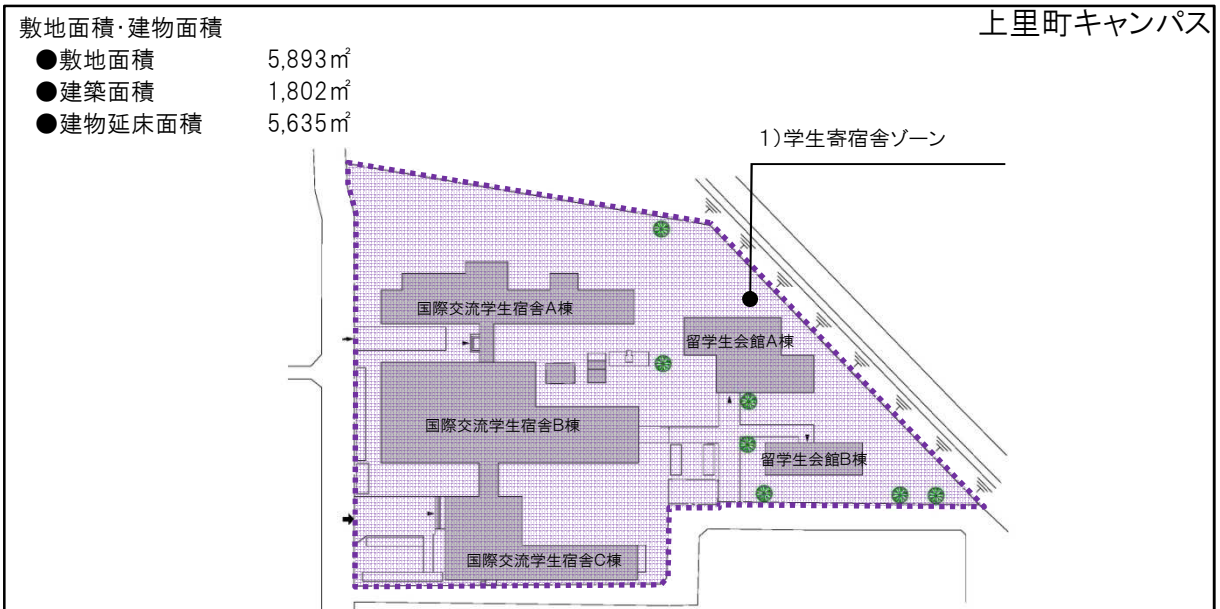 上里町キャンパス
敷地面積・建物面積
●敷地面積 5,893㎡
●建築面積 1,802㎡
●建物延床面積 5,635㎡
1)学生寄宿舎ゾーン
国際交流学生宿舎A棟
留学生会館A棟
国際交流学生宿舎B棟
留学生会館B棟
国際交流学生宿舎C棟